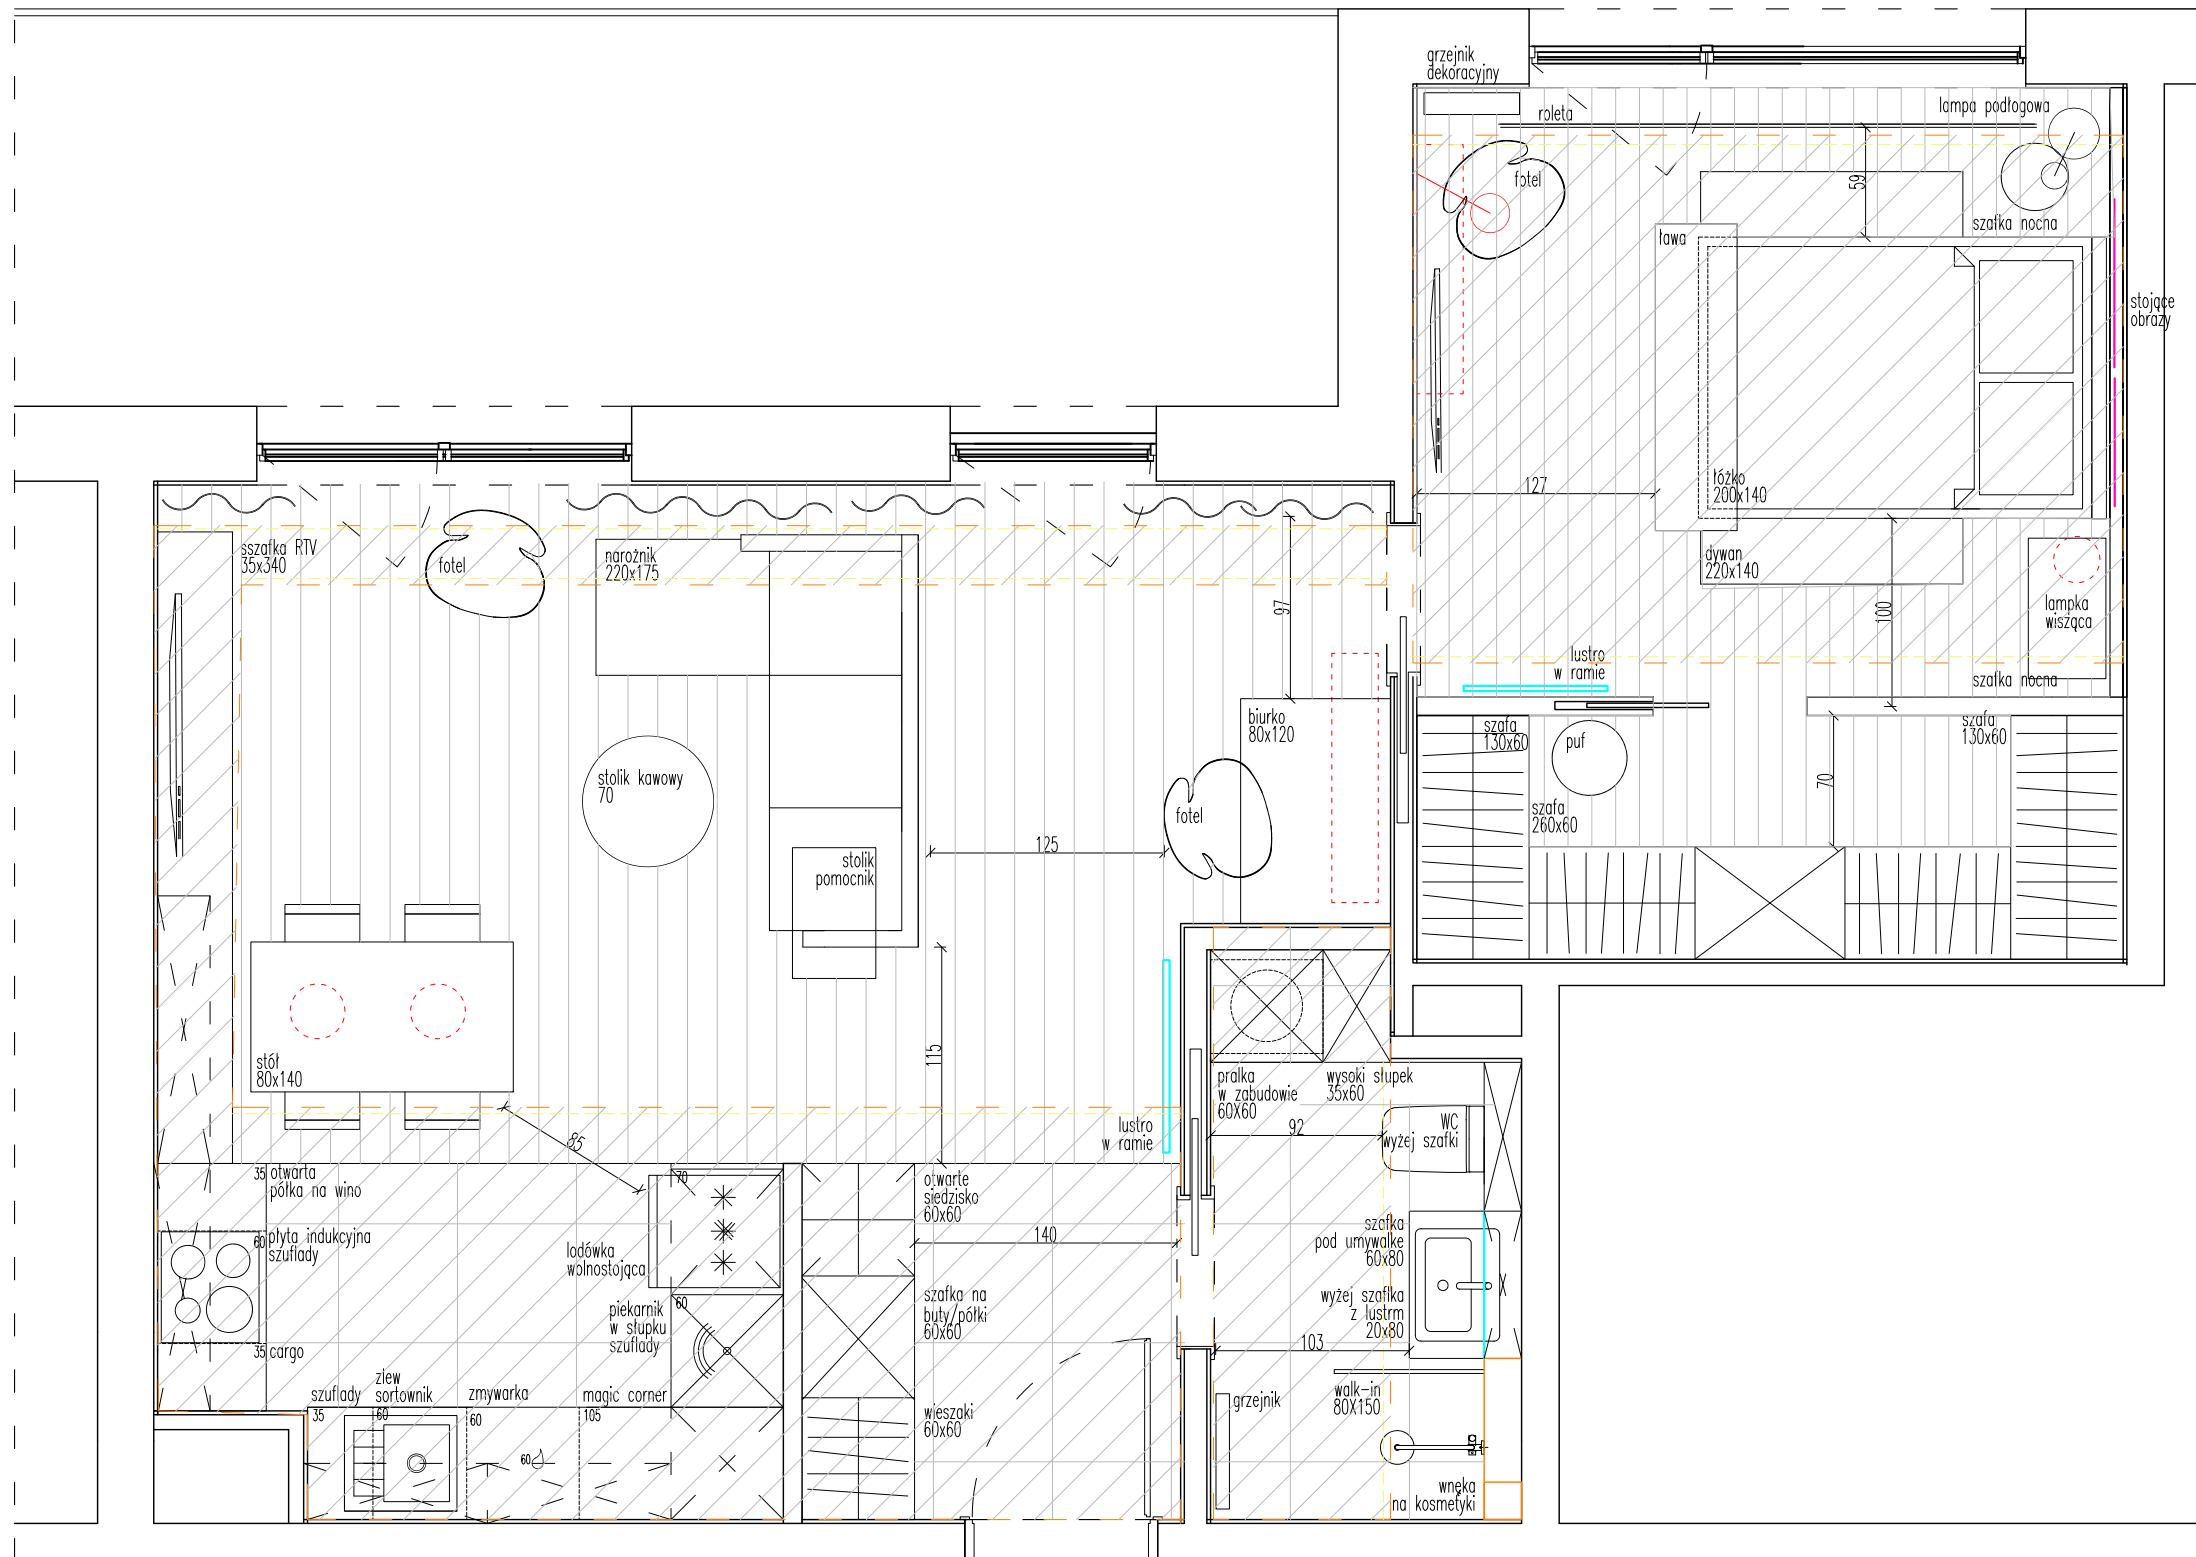 grzejnik
dekoracyjny
roleta
lampa podłogowa
fotel
59
szafka nocna
ława
stojące
obrazy
łóżko
200x140
127
dywan
220x140
100
lampka
wisząca
lustro
w ramie
szafka nocna
sszafka RTV
35x340
fotel
narożnik
220x175
97
biurko
80x120
szafa
130x60
puf
szafa
130x60
70
szafa
260x60
stolik kawowy
70
fotel
125
stolik
pomocnik
115
stół
80x140
85
lustro
w ramie
pralka
w zabudowie
60X60
wysoki słupek
35x60
92
WC
wyżej szafki
35 otwarta
półka na wino
60 płyta indukcyjna
szuflady
35 cargo
lodówka
wolnostojąca
70
piekarnik
w słupku
szuflady
60
otwarte
siedzisko
60x60
140
szafka na
buty/półki
60x60
wieszaki
60x60
szafka
pod umywalke
60x80
wyżej szafka
z lustrm
20x80
103
walk-in
80X150
grzejnik
wnęka
na kosmetyki
szuflady
35
zlew
sortownik
60
zmywarka
60
magic corner
105
60